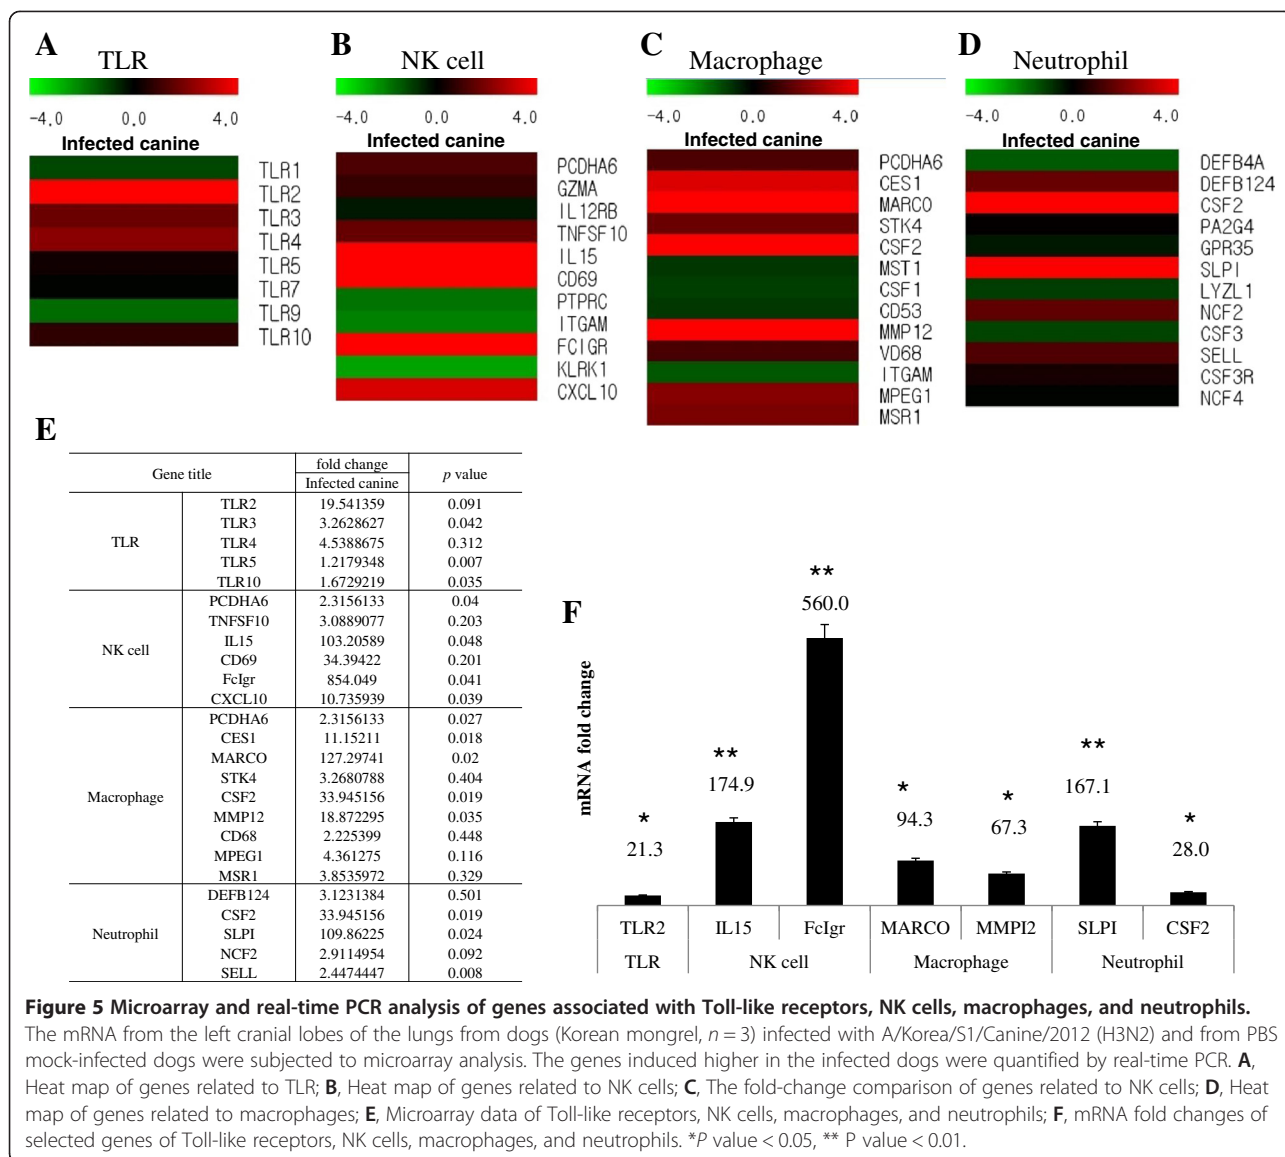 A
TLR
-4.0 0.0 4.0
Infected canine
TLR1
TLR2
TLR3
TLR4
TLR5
TLR7
TLR9
TLR10
B
NK cell
-4.0 0.0 4.0
Infected canine
PCDHA6
GZMA
IL12RB
TNFSF10
IL15
CD69
PTPRC
ITGAM
FCIGR
KLRK1
CXCL10
C
Macrophage
-4.0 0.0 4.0
Infected canine
PCDHA6
CES1
MARCO
STK4
CSF2
MST1
CSF1
CD53
MMP12
VD68
ITGAM
MPEG1
MSR1
D
Neutrophil
-4.0 0.0 4.0
Infected canine
DEFB4A
DEFB124
CSF2
PA2G4
GPR35
SLPI
LYZL1
NCF2
CSF3
SELL
CSF3R
NCF4
E
Gene title fold change p value
Infected canine
TLR
TLR2 19.541359 0.091
TLR3 3.2628627 0.042
TLR4 4.5388675 0.312
TLR5 1.2179348 0.007
TLR10 1.6729219 0.035
NK cell
PCDHA6 2.3156133 0.04
TNFSF10 3.0889077 0.203
IL15 103.20589 0.048
CD69 34.39422 0.201
FcIgr 854.049 0.041
CXCL10 10.735939 0.039
Macrophage
PCDHA6 2.3156133 0.027
CES1 11.15211 0.018
MARCO 127.29741 0.02
STK4 3.2680788 0.404
CSF2 33.945156 0.019
MMP12 18.872295 0.035
CD68 2.225399 0.448
MPEG1 4.361275 0.116
MSR1 3.8535972 0.329
Neutrophil
DEFB124 3.1231384 0.501
CSF2 33.945156 0.019
SLPI 109.86225 0.024
NCF2 2.9114954 0.092
SELL 2.4474447 0.008
F
mRNA fold change
*
21.3
**
174.9
**
560.0
*
94.3
*
67.3
**
167.1
*
28.0
TLR2 IL15 FcIgr MARCO MMPI2 SLPI CSF2
TLR NK cell Macrophage Neutrophil
Figure 5 Microarray and real-time PCR analysis of genes associated with Toll-like receptors, NK cells, macrophages, and neutrophils.
The mRNA from the left cranial lobes of the lungs from dogs (Korean mongrel, n = 3) infected with A/Korea/S1/Canine/2012 (H3N2) and from PBS
mock-infected dogs were subjected to microarray analysis. The genes induced higher in the infected dogs were quantified by real-time PCR. A,
Heat map of genes related to TLR; B, Heat map of genes related to NK cells; C, The fold-change comparison of genes related to NK cells; D, Heat
map of genes related to macrophages; E, Microarray data of Toll-like receptors, NK cells, macrophages, and neutrophils; F, mRNA fold changes of
selected genes of Toll-like receptors, NK cells, macrophages, and neutrophils. *P value < 0.05, ** P value < 0.01.